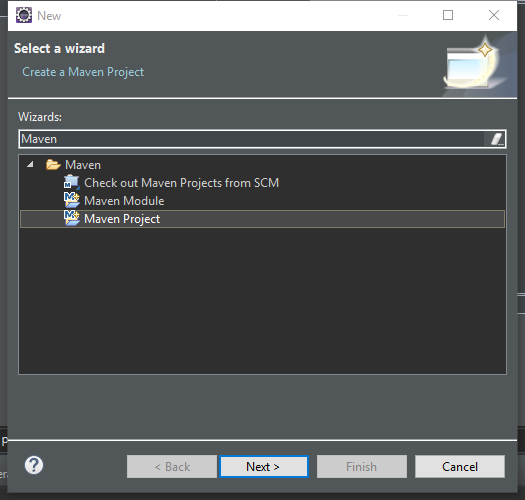 New
Select a wizard
Create a Maven Project
Wizards:
Maven
Maven
Check out Maven Projects from SCM
Maven Module
Maven Project
< Back
Next >
Finish
Cancel